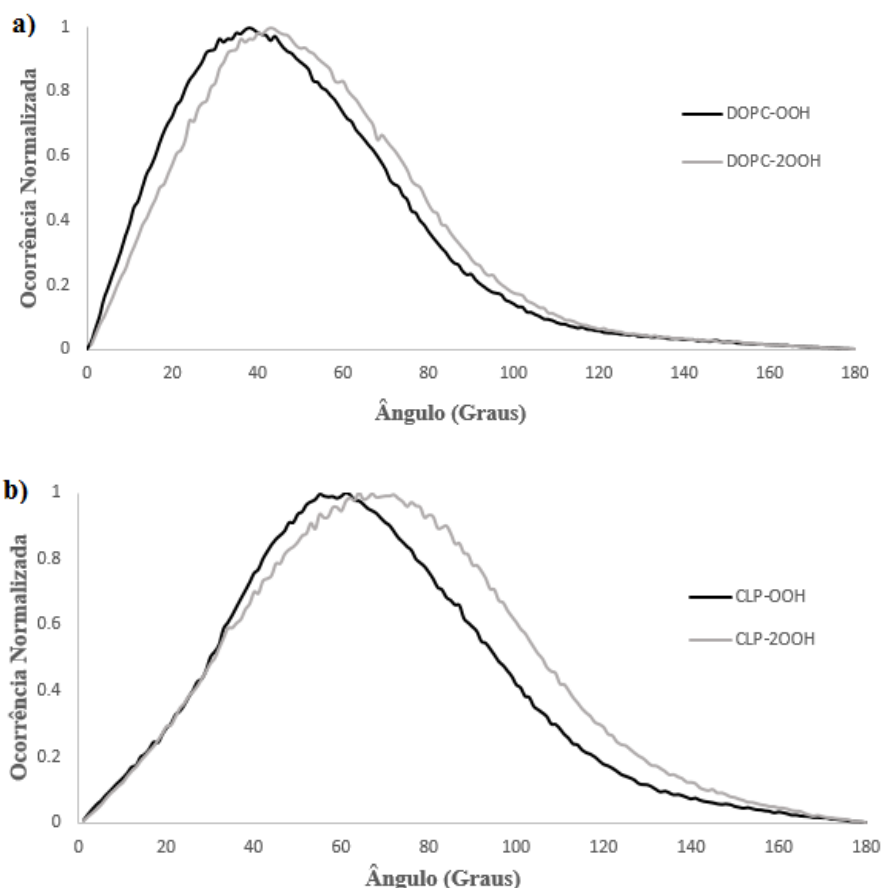 a)
Ocorrência Normalizada
1
0.8
0.6
0.4
0.2
0
0 20 40 60 80 100 120 140 160 180
Ângulo (Graus)
DOPC-OOH
DOPC-2OOH
b)
Ocorrência Normalizada
1
0.8
0.6
0.4
0.2
0
0 20 40 60 80 100 120 140 160 180
Ângulo (Graus)
CLP-OOH
CLP-2OOH